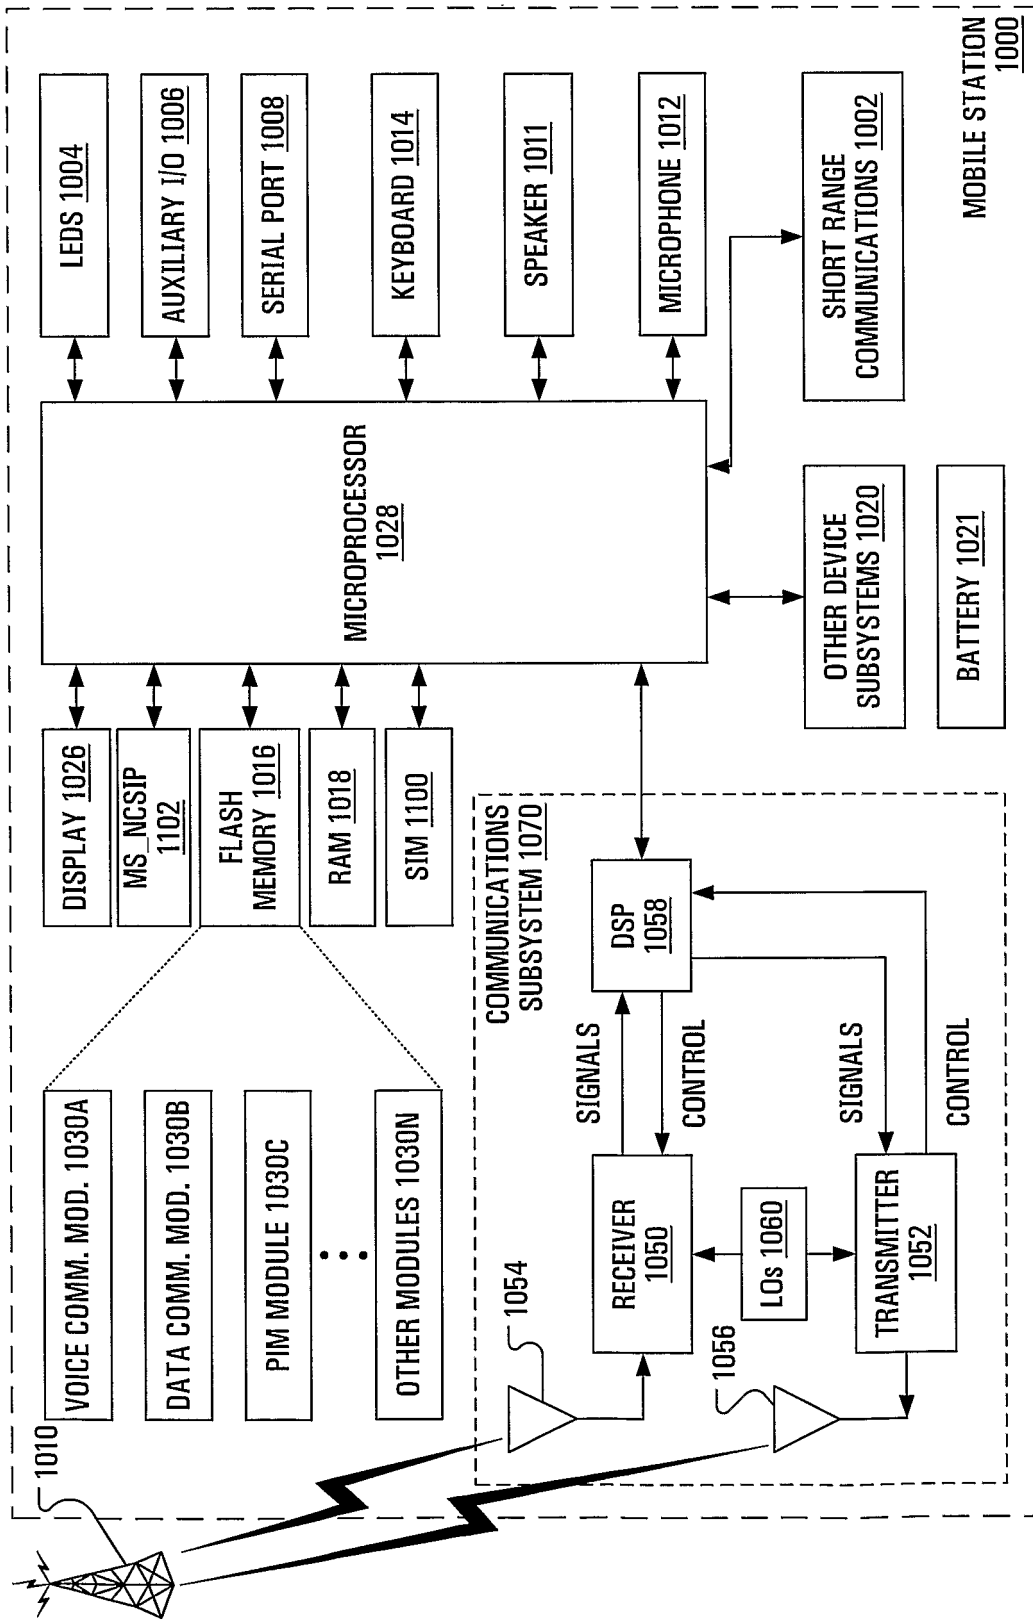 1010
VOICE COMM. MOD. 1030A
DATA COMM. MOD. 1030B
PIM MODULE 1030C
OTHER MODULES 1030N
DISPLAY 1026
MS_NCSIP
1102
FLASH
MEMORY 1016
RAM 1018
SIM 1100
MICROPROCESSOR
1028
LEDS 1004
AUXILIARY I/O 1006
SERIAL PORT 1008
KEYBOARD 1014
SPEAKER 1011
MICROPHONE 1012
SHORT RANGE
COMMUNICATIONS 1002
OTHER DEVICE
SUBSYSTEMS 1020
BATTERY 1021
COMMUNICATIONS
SUBSYSTEM 1070
1054
RECEIVER
1050
SIGNALS
CONTROL
DSP
1058
LOs 1060
1056
TRANSMITTER
1052
SIGNALS
CONTROL
MOBILE STATION
1000